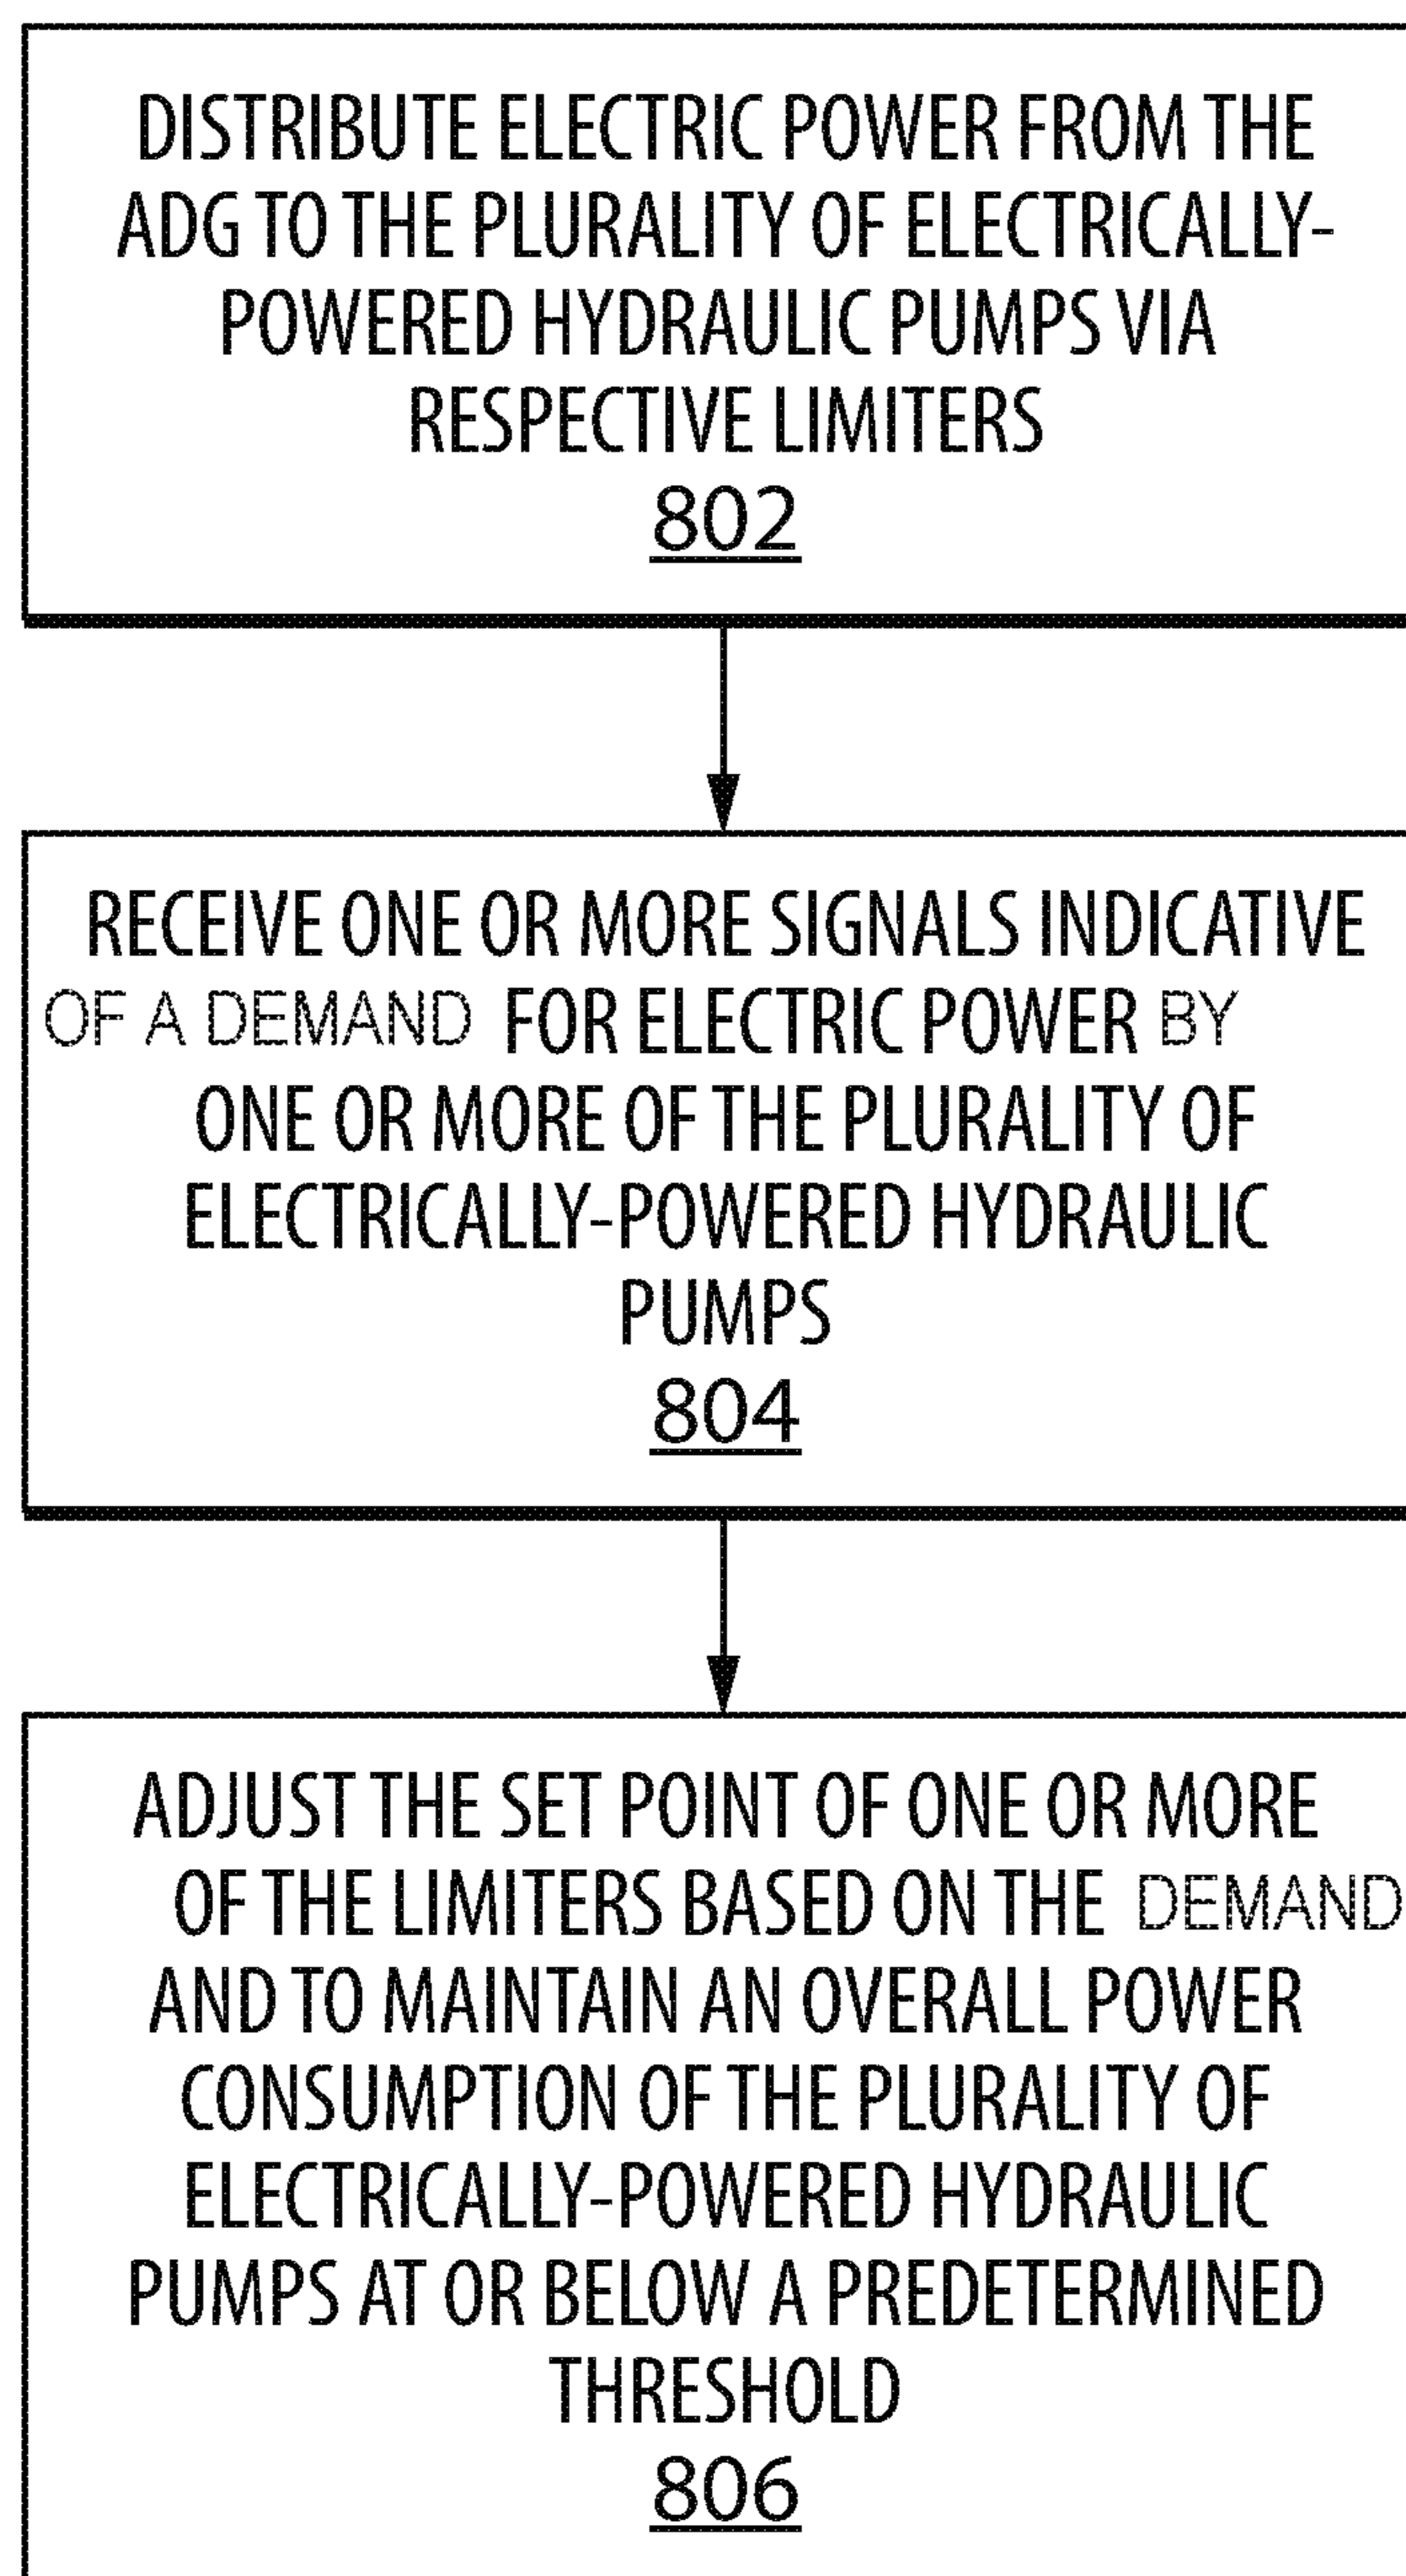 DISTRIBUTE ELECTRIC POWER FROM THE
ADG TO THE PLURALITY OF ELECTRICALLY-
POWERED HYDRAULIC PUMPS VIA
RESPECTIVE LIMITERS
802
RECEIVE ONE OR MORE SIGNALS INDICATIVE
OF A DEMAND FOR ELECTRIC POWER BY
ONE OR MORE OF THE PLURALITY OF
ELECTRICALLY-POWERED HYDRAULIC
PUMPS
804
ADJUST THE SET POINT OF ONE OR MORE
OF THE LIMITERS BASED ON THE DEMAND
AND TO MAINTAIN AN OVERALL POWER
CONSUMPTION OF THE PLURALITY OF
ELECTRICALLY-POWERED HYDRAULIC
PUMPS AT OR BELOW A PREDETERMINED
THRESHOLD
806